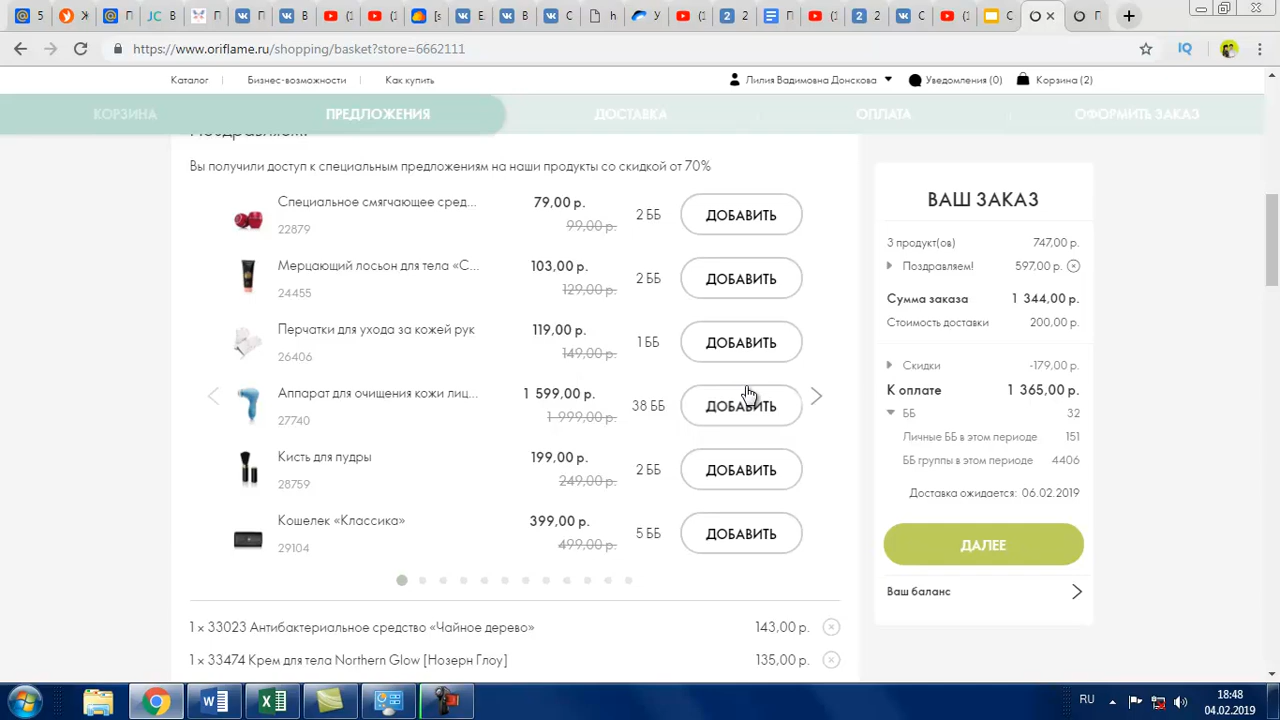 https://www.oriflame.ru/shopping/basket?store=6662111
IQ
Каталог
Бизнес-возможности
Как купить
Лилия Вадимовна Донскова
Уведомления (0)
Корзина (2)
КОРЗИНА
ПРЕДЛОЖЕНИЯ
ДОСТАВКА
ОПЛАТА
ОФОРМИТЬ ЗАКАЗ
Поздравляем!
Вы получили доступ к специальным предложениям на наши продукты со скидкой от 70%
Специальное смягчающее сред... 79,00 р. 2 ББ ДОБАВИТЬ
22879 99,00 р.
Мерцающий лосьон для тела «С... 103,00 р. 2 ББ ДОБАВИТЬ
24455 129,00 р.
Перчатки для ухода за кожей рук 119,00 р. 1 ББ ДОБАВИТЬ
26406 149,00 р.
Аппарат для очищения кожи лиц... 1 599,00 р. 38 ББ ДОБАВИТЬ
27740 1 999,00 р.
Кисть для пудры 199,00 р. 2 ББ ДОБАВИТЬ
28759 249,00 р.
Кошелек «Классика» 399,00 р. 5 ББ ДОБАВИТЬ
29104 499,00 р.
1 × 33023 Антибактериальное средство «Чайное дерево» 143,00 р.
1 × 33474 Крем для тела Northern Glow [Нозерн Глоу] 135,00 р.
ВАШ ЗАКАЗ
3 продукт(ов) 747,00 р.
Поздравляем! 597,00 р.
Сумма заказа 1 344,00 р.
Стоимость доставки 200,00 р.
Скидки -179,00 р.
К оплате 1 365,00 р.
ББ 32
Личные ББ в этом периоде 151
ББ группы в этом периоде 4406
Доставка ожидается: 06.02.2019
ДАЛЕЕ
Ваш баланс
RU
18:48
04.02.2019